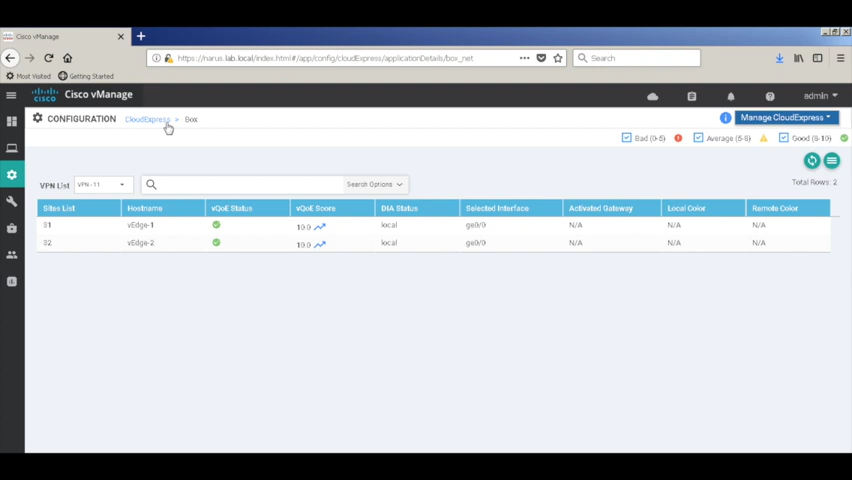 Cisco vManage
https://narus.lab.local/index.html#/app/config/cloudExpress/applicationDetails/box_net
Search
Most Visited
Getting Started
cisco
Cisco vManage
admin
CONFIGURATION
CloudExpress > Box
Manage CloudExpress
Bad (0-5)
Average (5-8)
Good (8-10)
VPN List
VPN - 11
Search Options
Total Rows: 2
Sites List Hostname vQoE Status vQoE Score DIA Status Selected Interface Activated Gateway Local Color Remote Color
31 vEdge-1 10.0 local ge0/0 N/A N/A N/A
32 vEdge-2 10.0 local ge0/0 N/A N/A N/A